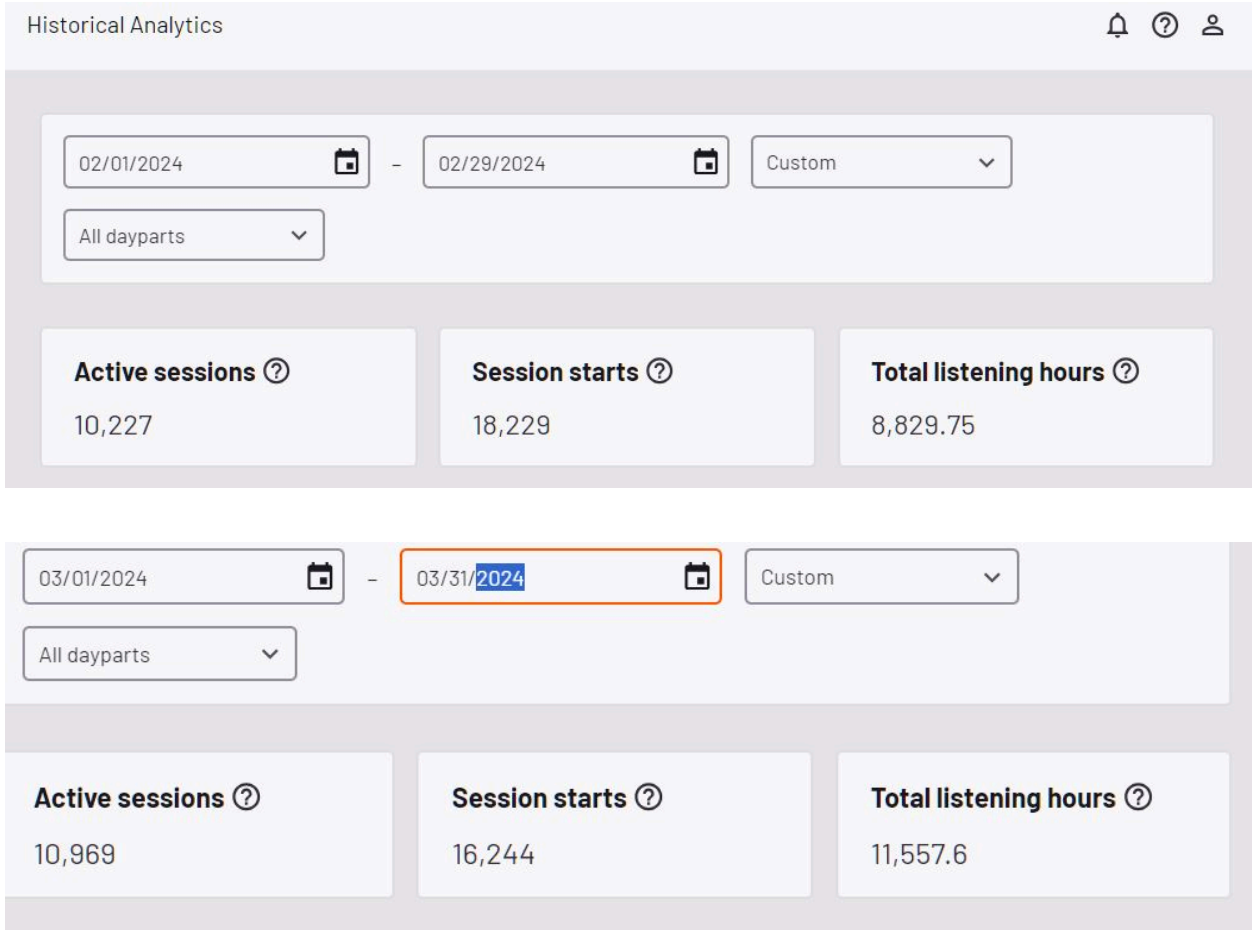 Historical Analytics
02/01/2024 - 02/29/2024 Custom
All dayparts
Active sessions Session starts Total listening hours
10,227 18,229 8,829.75
03/01/2024 - 03/31/2024 Custom
All dayparts
Active sessions Session starts Total listening hours
10,969 16,244 11,557.6